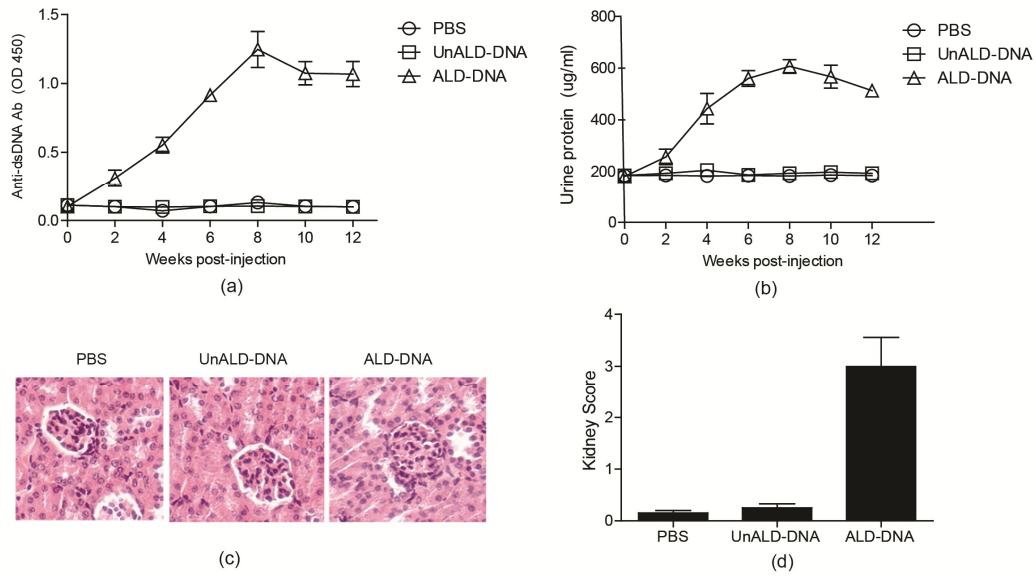 1.5
1.0
0.5
0.0
Anti-dsDNA Ab (OD 450)
0 2 4 6 8 10 12
Weeks post-injection
PBS
UnALD-DNA
ALD-DNA
(a)
800
600
400
200
0
Urine protein (ug/ml)
0 2 4 6 8 10 12
Weeks post-injection
PBS
UnALD-DNA
ALD-DNA
(b)
PBS UnALD-DNA ALD-DNA
(c)
4
3
2
1
0
Kidney Score
PBS UnALD-DNA ALD-DNA
(d)